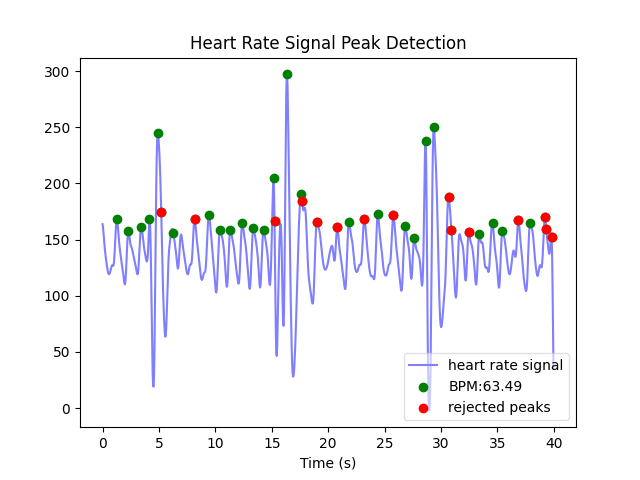 Heart Rate Signal Peak Detection
300
250
200
150
100
50
0
0 5 10 15 20 25 30 35 40
Time (s)
heart rate signal
BPM:63.49
rejected peaks